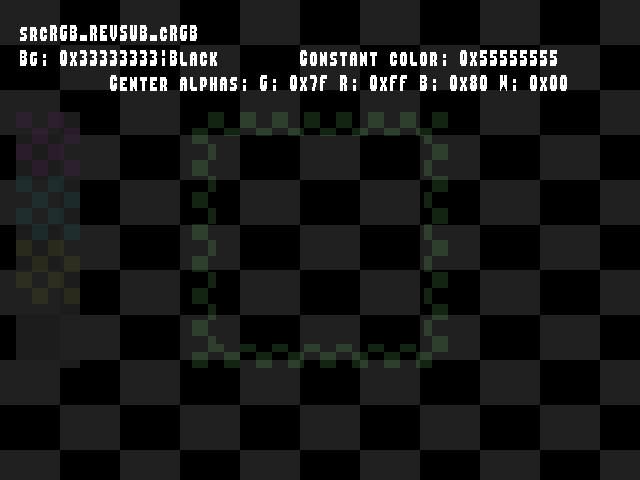 srcRGB_REVSUB_cRGB
Bg: 0x33333333¦Black Constant color: 0x55555555
Center alphas: G: 0x7f R: 0xff B: 0x80 W: 0x00